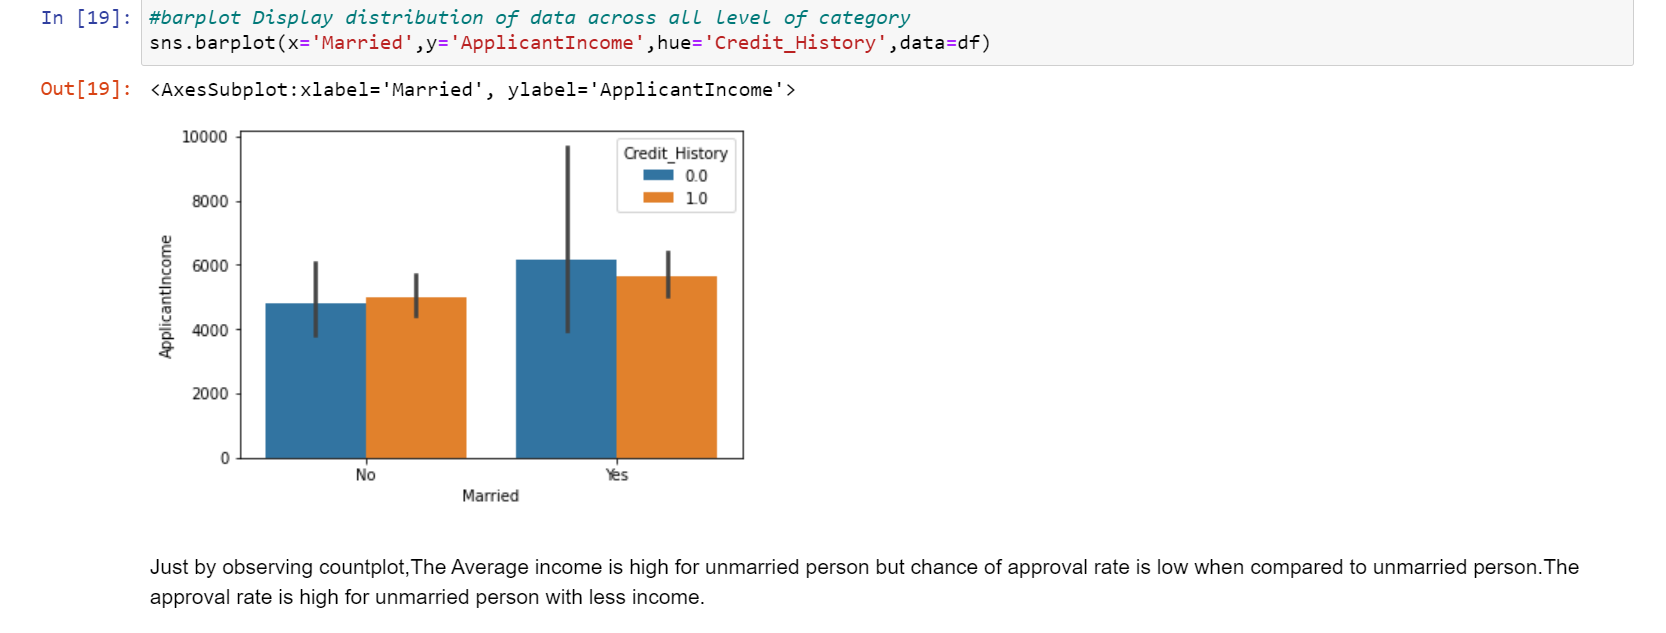 In [19]: #barplot Display distribution of data across all level of category
sns.barplot(x='Married',y='ApplicantIncome',hue='Credit_History',data=df)
Out[19]: <AxesSubplot:xlabel='Married', ylabel='ApplicantIncome'>
10000
8000
6000
4000
2000
0
ApplicantIncome
Credit_History
0.0
1.0
No Yes
Married
Just by observing countplot,The Average income is high for unmarried person but chance of approval rate is low when compared to unmarried person.The
approval rate is high for unmarried person with less income.